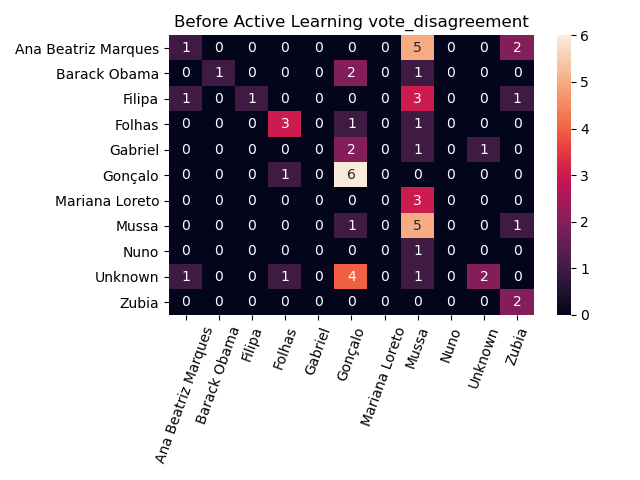 Before Active Learning vote_disagreement
Ana Beatriz Marques 1 0 0 0 0 0 0 5 0 0 2
Barack Obama 0 1 0 0 0 2 0 1 0 0 0
Filipa 1 0 1 0 0 0 0 3 0 0 1
Folhas 0 0 0 3 0 1 0 1 0 0 0
Gabriel 0 0 0 0 0 2 0 1 0 1 0
Gonçalo 0 0 0 1 0 6 0 0 0 0 0
Mariana Loreto 0 0 0 0 0 0 0 3 0 0 0
Mussa 0 0 0 0 0 1 0 5 0 0 1
Nuno 0 0 0 0 0 0 0 1 0 0 0
Unknown 1 0 0 1 0 4 0 1 0 2 0
Zubia 0 0 0 0 0 0 0 0 0 0 2
Ana Beatriz Marques
Barack Obama
Filipa
Folhas
Gabriel
Gonçalo
Mariana Loreto
Mussa
Nuno
Unknown
Zubia
6
5
4
3
2
1
0